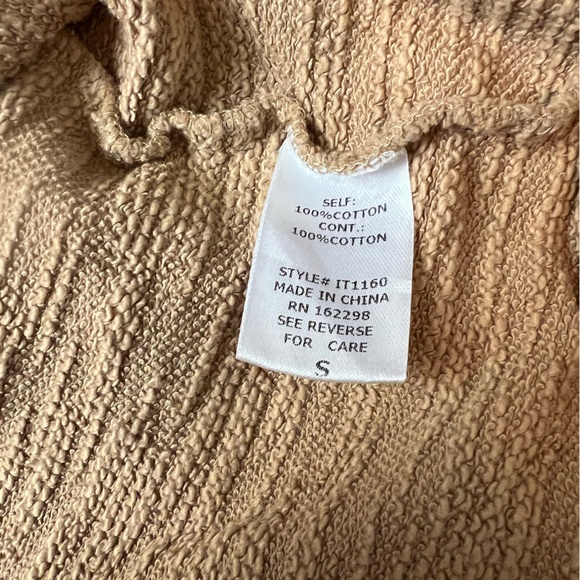 SELF:
100%COTTON
CONT.:
100%COTTON
STYLE# IT1160
MADE IN CHINA
RN 162298
SEE REVERSE
FOR CARE
S